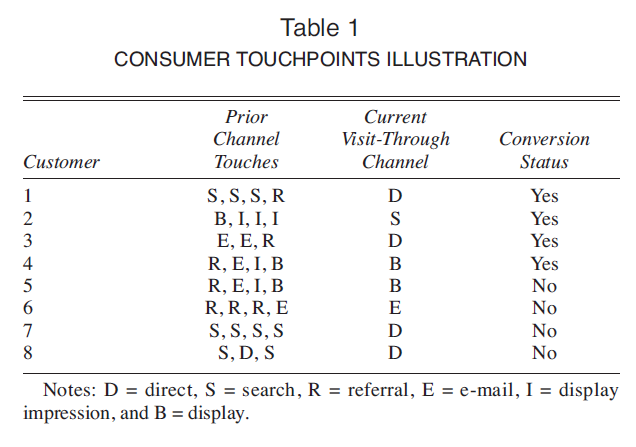 Table 1
CONSUMER TOUCHPOINTS ILLUSTRATION
Prior Current
Channel Visit-Through Conversion
Customer Touches Channel Status
1 S, S, S, R D Yes
2 B, I, I, I S Yes
3 E, E, R D Yes
4 R, E, I, B B Yes
5 R, E, I, B B No
6 R, R, R, E E No
7 S, S, S, S D No
8 S, D, S D No
Notes: D = direct, S = search, R = referral, E = e-mail, I = display
impression, and B = display.